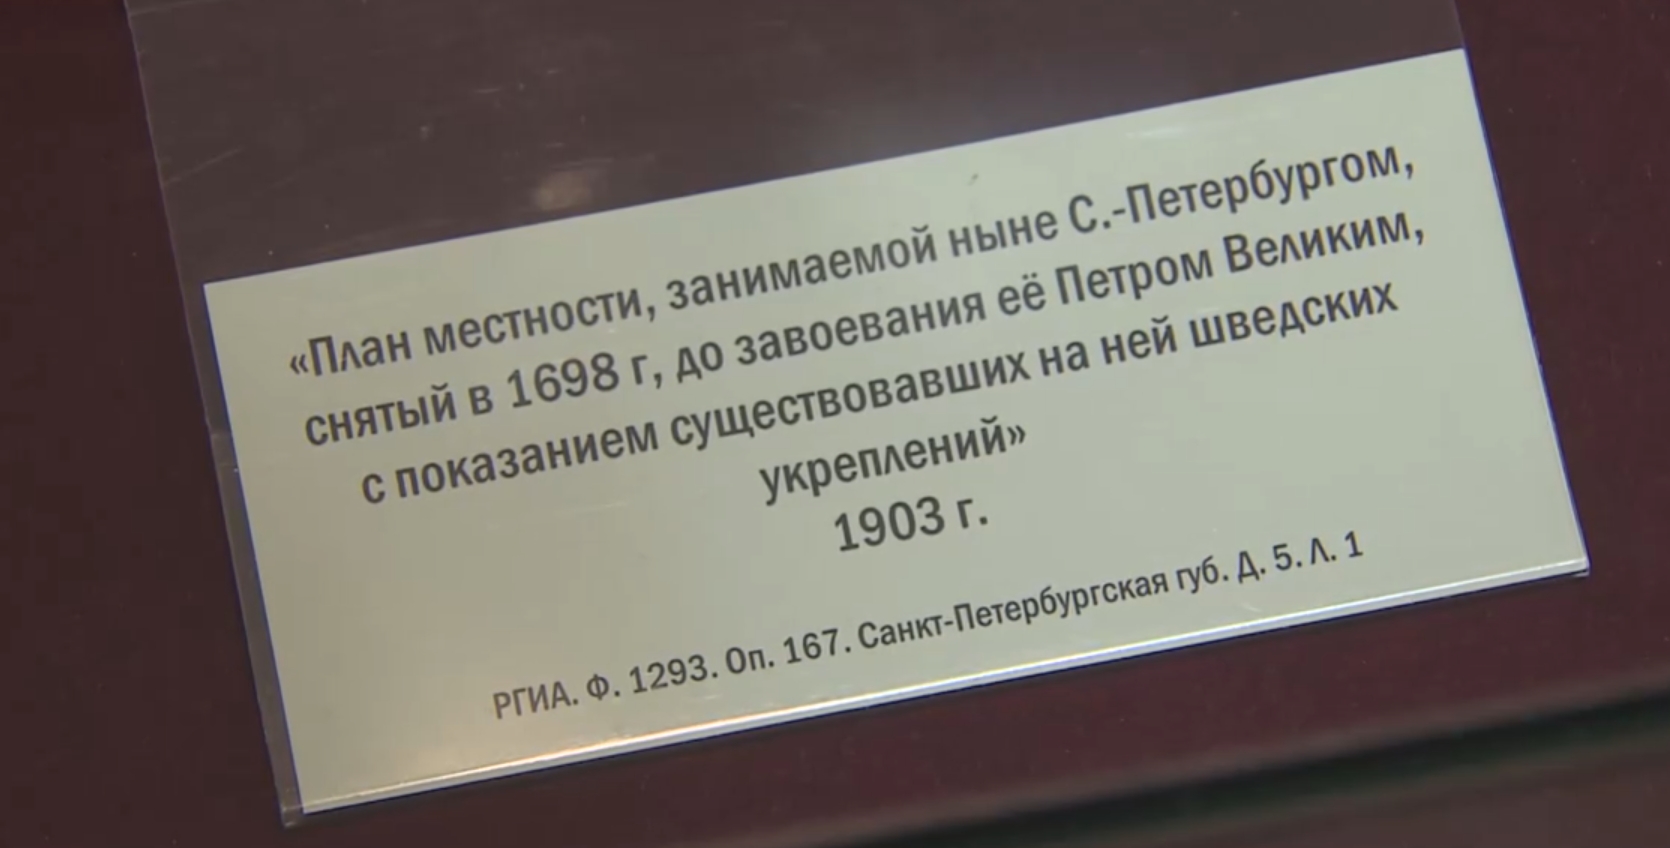 «План местности, занимаемой ныне С.-Петербургом,
снятый в 1698 г, до завоевания её Петром Великим,
с показанием существовавших на ней шведских
укреплений»
1903 г.
РГИА. Ф. 1293. Оп. 167. Санкт-Петербургская губ. Д. 5. Л. 1